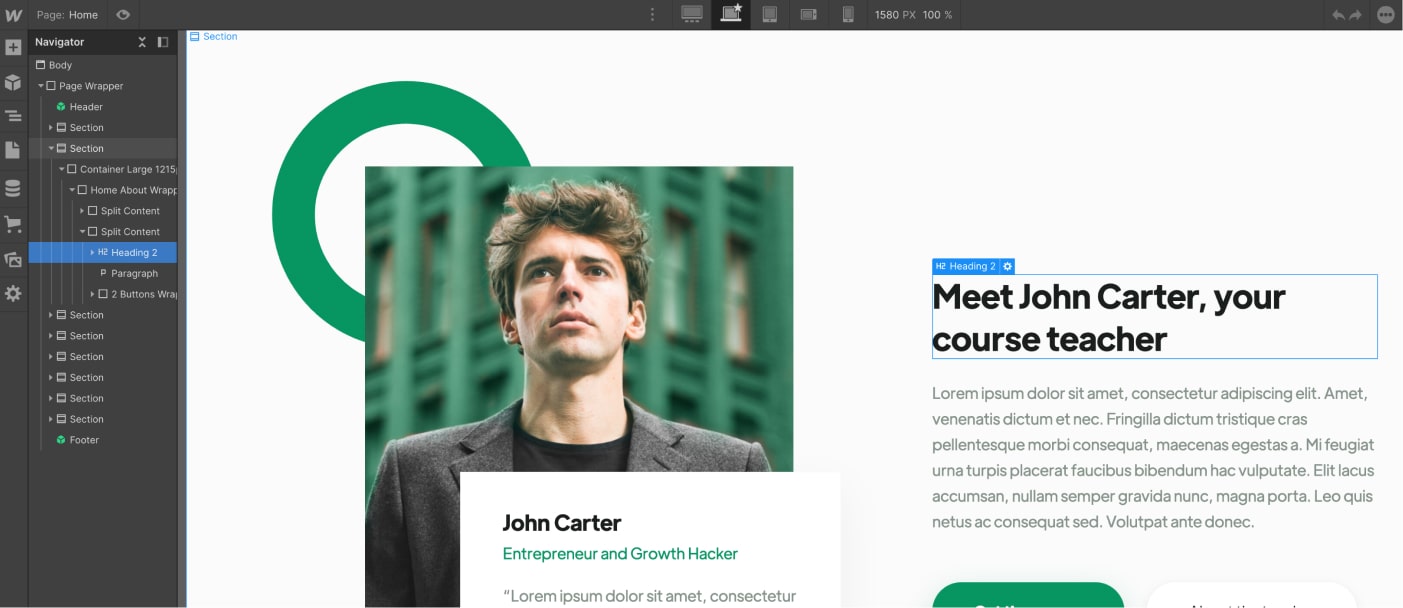 Page: Home
1580 PX 100 %
Navigator
Body
Page Wrapper
Header
Section
Section
Container Large 1215
Home About Wrapp
Split Content
Split Content
H2 Heading 2
P Paragraph
2 Buttons Wrap
Section
Section
Section
Section
Section
Section
Footer
Section
H2 Heading 2
Meet John Carter, your
course teacher
Lorem ipsum dolor sit amet, consectetur adipiscing elit. Amet,
venenatis dictum et nec. Fringilla dictum tristique cras
pellentesque morbi consequat, maecenas egestas a. Mi feugiat
urna turpis placerat faucibus bibendum hac vulputate. Elit lacus
accumsan, nullam semper gravida nunc, magna porta. Leo quis
netus ac consequat sed. Volutpat ante donec.
John Carter
Entrepreneur and Growth Hacker
“Lorem ipsum dolor sit amet, consectetur